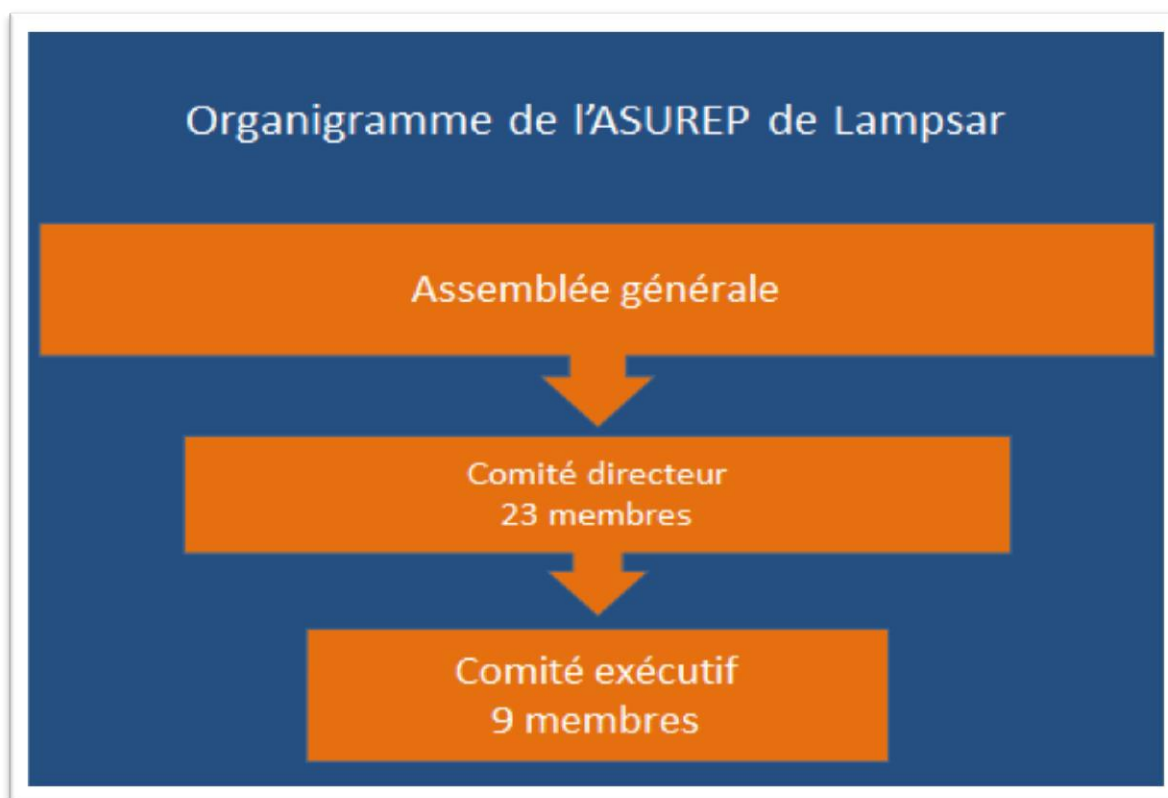 Organigramme de l'ASUREP de Lampsar
Assemblée générale
Comité directeur
23 membres
Comité exécutif
9 membres